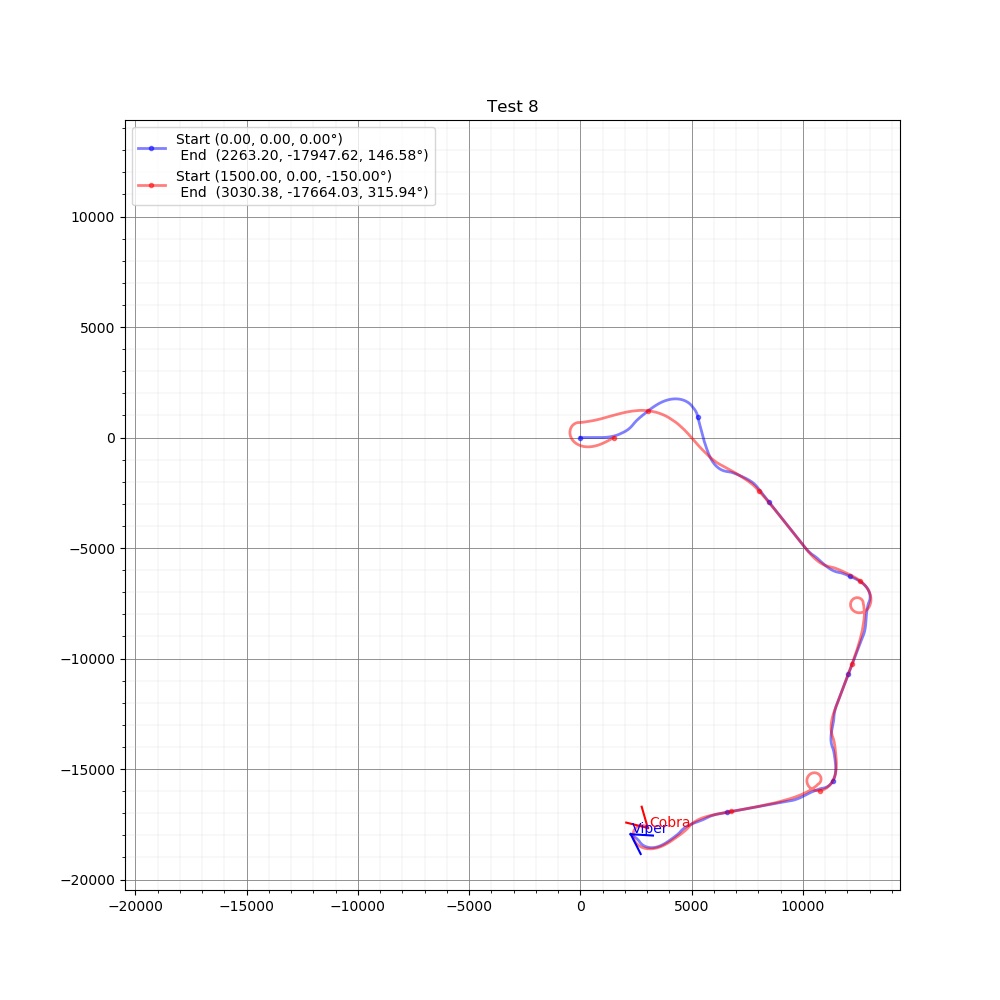 Test 8
Start (0.00, 0.00, 0.00°)
End (2263.20, -17947.62, 146.58°)
Start (1500.00, 0.00, -150.00°)
End (3030.38, -17664.03, 315.94°)
10000
5000
0
−5000
−10000
−15000
−20000
Cobra
Viper
−20000 −15000 −10000 −5000 0 5000 10000